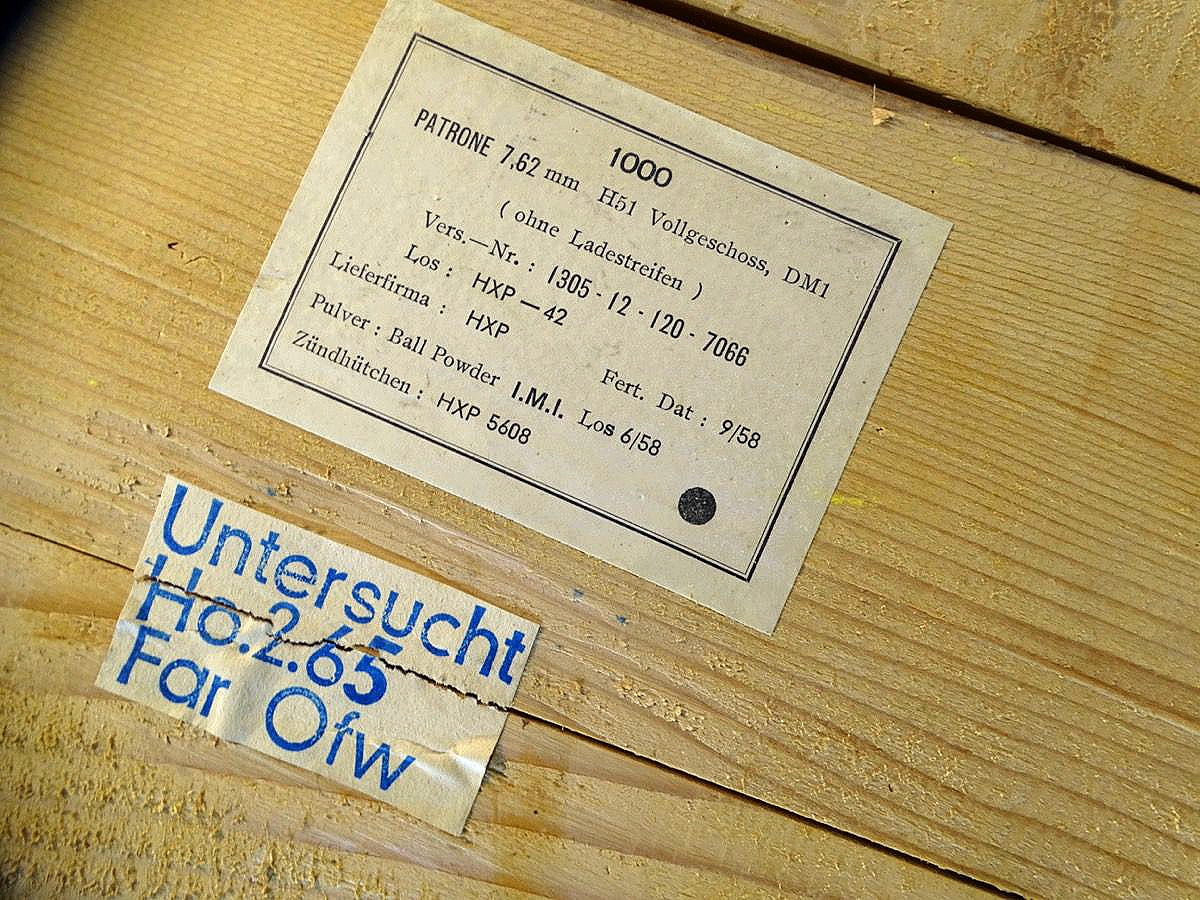 1000
PATRONE 7,62 mm H51 Vollgeschoss, DM1
( ohne Ladestreifen )
Vers.—Nr. : 1305 - 12 - 120 - 7066
Los : HXP — 42
Lieferfirma : HXP Fert. Dat : 9/58
Pulver : Ball Powder I.M.I. Los 6/58
Zündhütchen : HXP 5608
Untersucht
Ho.2.65
Far Ofw